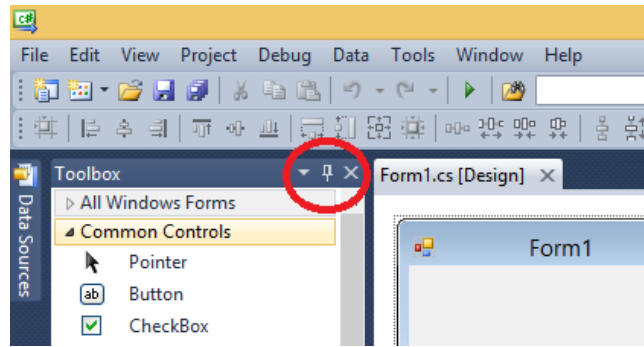 C#
File Edit View Project Debug Data Tools Window Help
Toolbox
Form1.cs [Design]
Data Sources
All Windows Forms
Common Controls
Form1
Pointer
ab Button
CheckBox